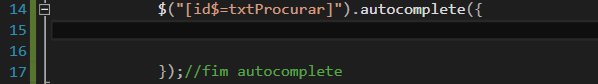 14 $("[id$=txtProcurar]").autocomplete({
15
16
17 });//fim autocomplete